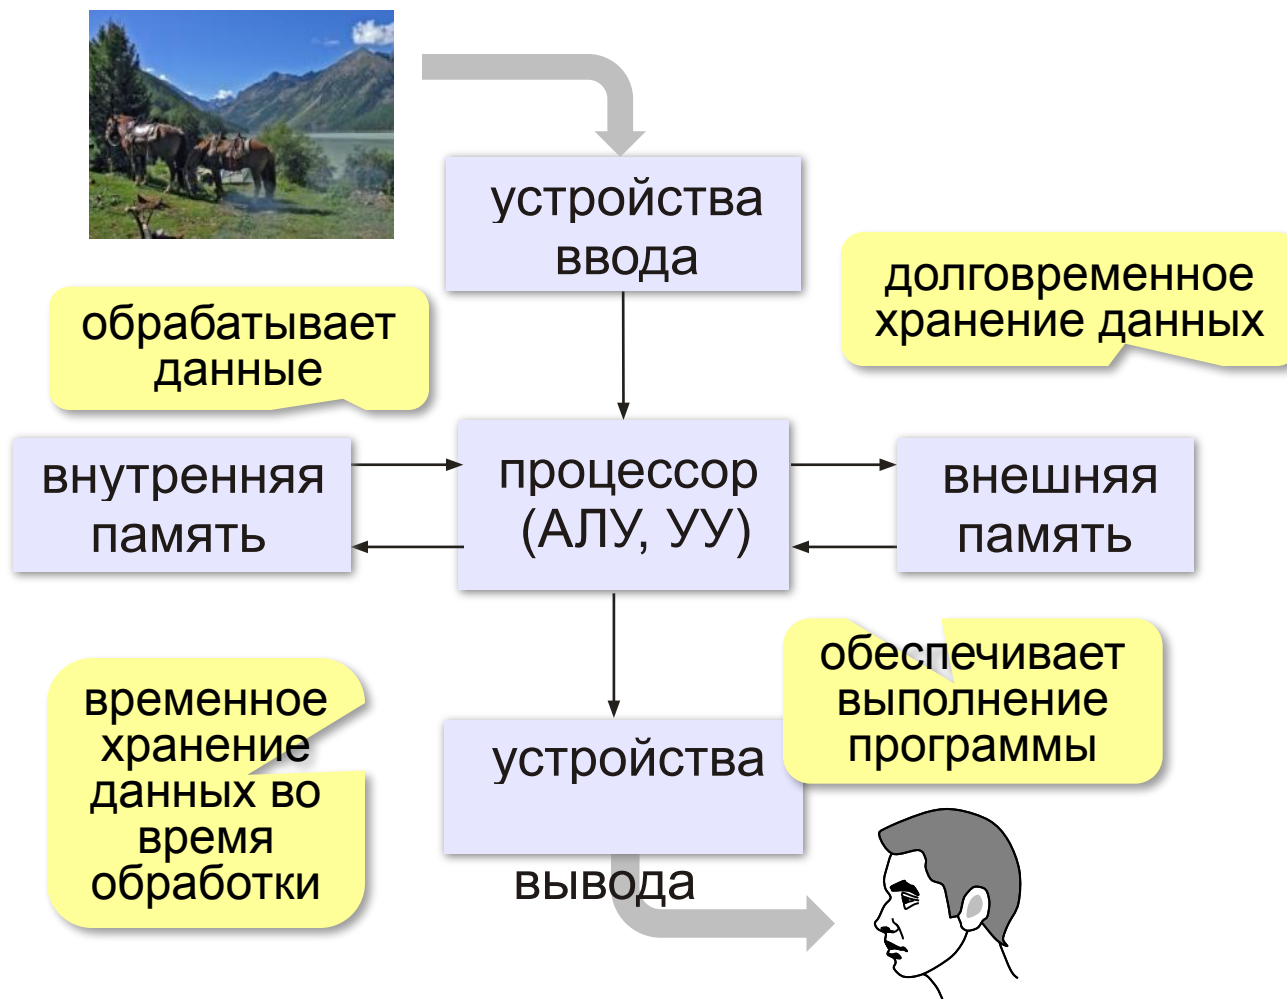 устройства
ввода
долговременное
хранение данных
обрабатывает
данные
внутренняя
память
процессор
(АЛУ, УУ)
внешняя
память
обеспечивает
выполнение
программы
временное
хранение
данных во
время
обработки
устройства
вывода